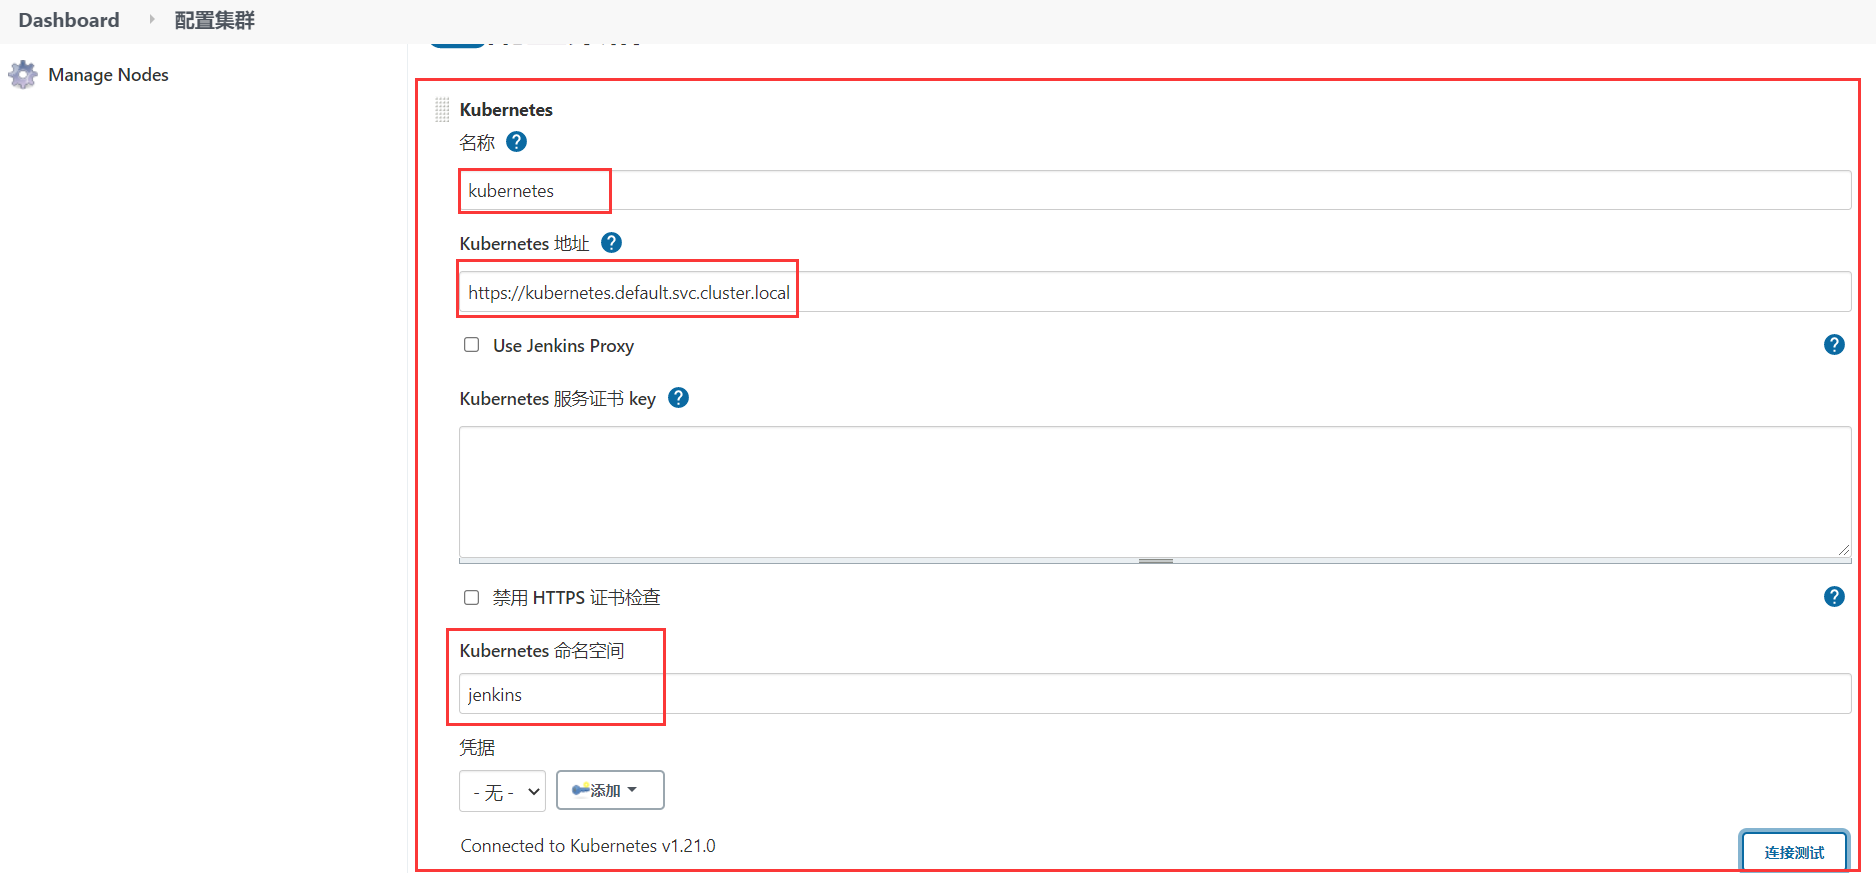 Dashboard 配置集群
Manage Nodes
Kubernetes
名称
kubernetes
Kubernetes 地址
https://kubernetes.default.svc.cluster.local
Use Jenkins Proxy
Kubernetes 服务证书 key
禁用 HTTPS 证书检查
Kubernetes 命名空间
jenkins
凭据
- 无 -
添加
Connected to Kubernetes v1.21.0
连接测试